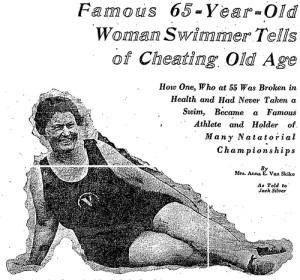 Famous 65-Year-Old
Woman Swimmer Tells
of Cheating Old Age
How One, Who at 55 Was Broken in
Health and Had Never Taken a
Swim, Became a Famous
Athlete and Holder of
Many Natatorial
Championships
By
Mrs. Anna E. Van Skike
As Told to
Jack Silver
V